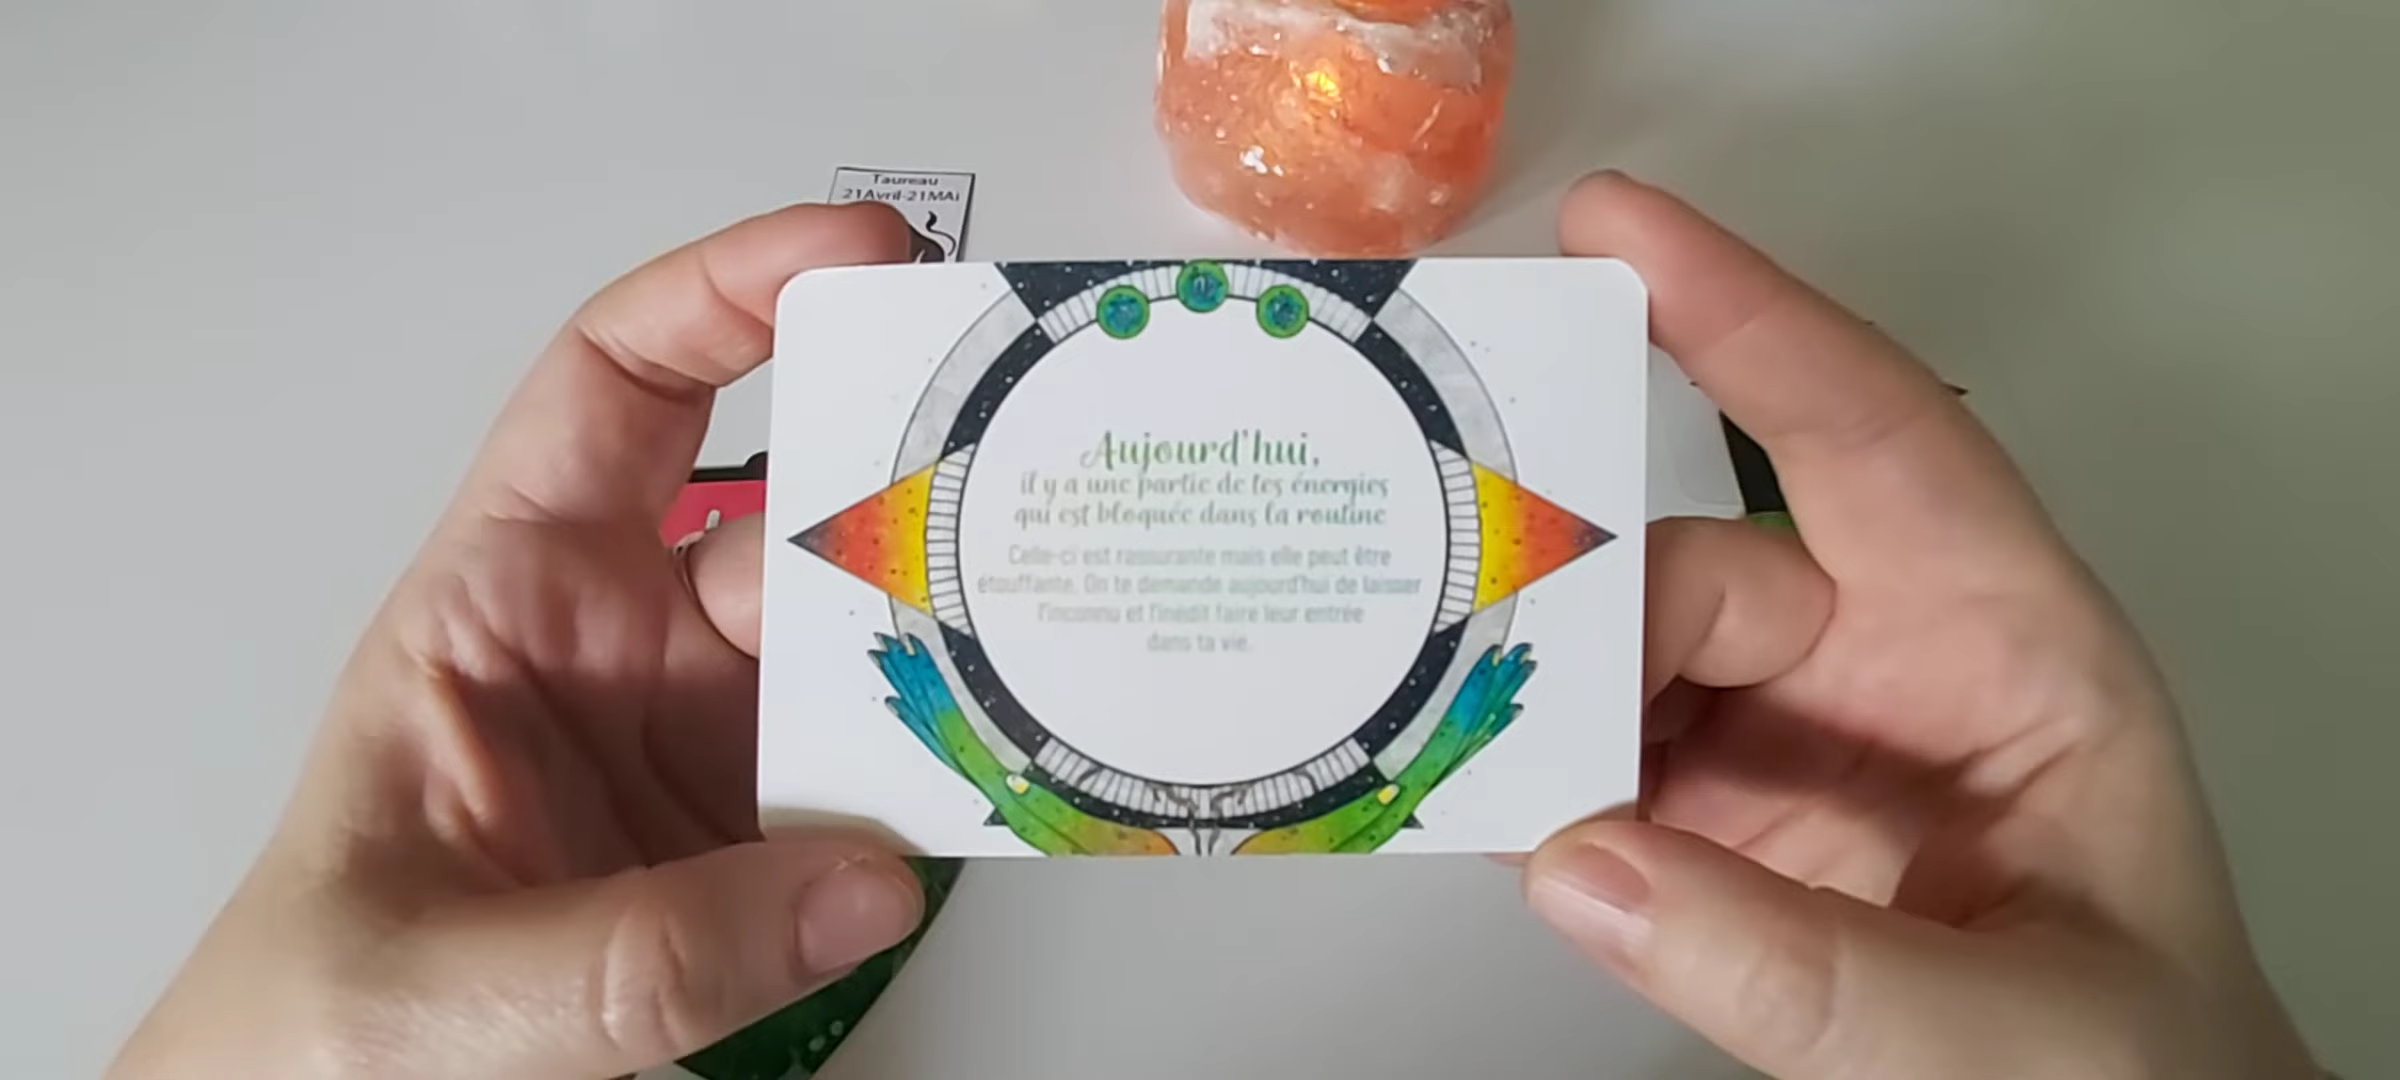 Taureau
21Avril-21MAi
Aujourd'hui,
il y a une partie de tes énergies
qui est bloquée dans la routine
Celle-ci est rassurante mais elle peut être
étouffante. On te demande aujourd'hui de laisser
l'inconnu et l'inédit faire leur entrée
dans ta vie.